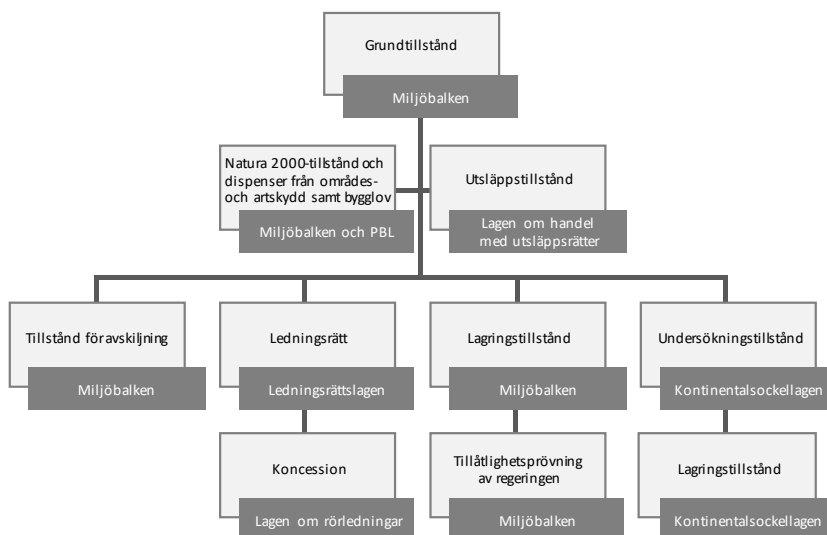 Grundtillstånd
Miljöbalken
Natura 2000-tillstånd och
dispenser från områdes-
och artskydd samt bygglov
Miljöbalken och PBL
Utsläppstillstånd
Lagen om handel
med utsläppsrätter
Tillstånd för avskiljning
Miljöbalken
Ledningsrätt
Ledningsrättslagen
Lagringstillstånd
Miljöbalken
Undersökningstillstånd
Kontinentalsockellagen
Koncession
Lagen om rörledningar
Tillåtlighetsprövning
av regeringen
Miljöbalken
Lagringstillstånd
Kontinentalsockellagen